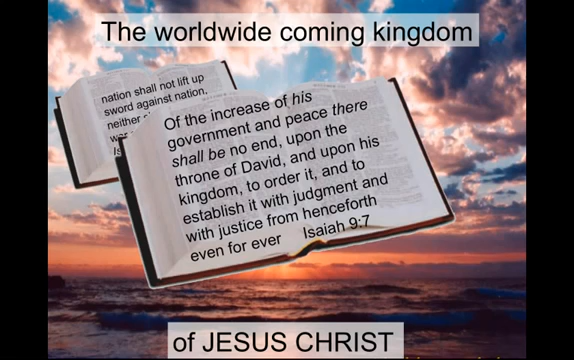 The worldwide coming kingdom
nation shall not lift up
sword against nation,
neither
Of the increase of his
government and peace there
shall be no end, upon the
throne of David, and upon his
kingdom, to order it, and to
establish it with judgment and
with justice from henceforth
even for ever Isaiah 9:7
of JESUS CHRIST